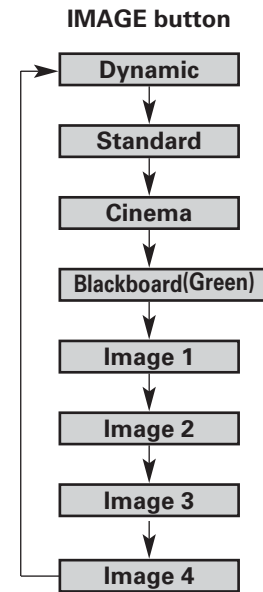 IMAGE button
Dynamic
Standard
Cinema
Blackboard(Green)
Image 1
Image 2
Image 3
Image 4